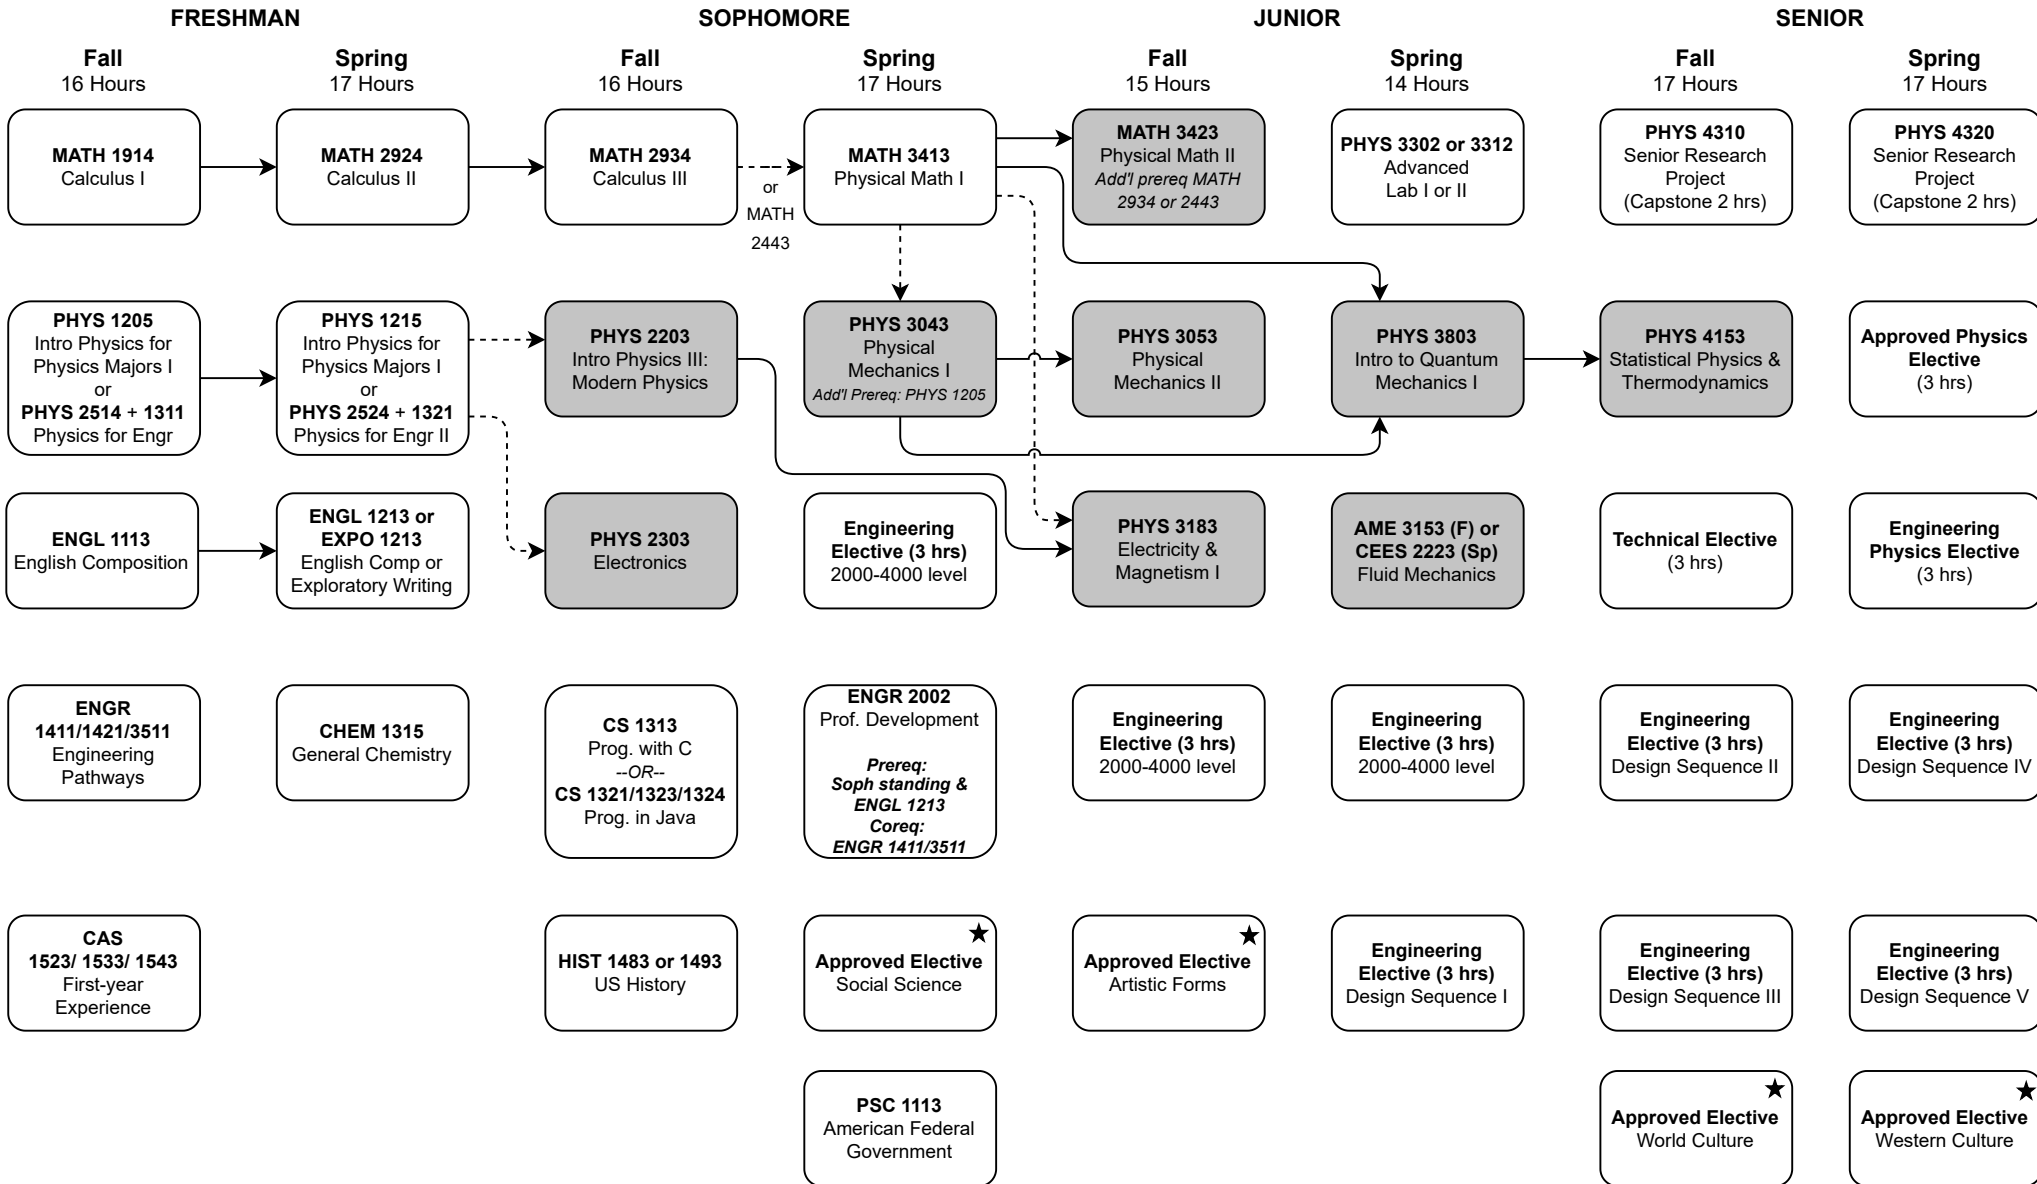 FRESHMAN
SOPHOMORE
JUNIOR
SENIOR
Fall
16 Hours
Spring
17 Hours
Fall
16 Hours
Spring
17 Hours
Fall
15 Hours
Spring
14 Hours
Fall
17 Hours
Spring
17 Hours
MATH 1914
Calculus I
MATH 2924
Calculus II
MATH 2934
Calculus III
or
MATH
2443
MATH 3413
Physical Math I
MATH 3423
Physical Math II
Add'l prereq MATH
2934 or 2443
PHYS 3302 or 3312
Advanced
Lab I or II
PHYS 4310
Senior Research
Project
(Capstone 2 hrs)
PHYS 4320
Senior Research
Project
(Capstone 2 hrs)
PHYS 1205
Intro Physics for
Physics Majors I
or
PHYS 2514 + 1311
Physics for Engr
PHYS 1215
Intro Physics for
Physics Majors I
or
PHYS 2524 + 1321
Physics for Engr II
PHYS 2203
Intro Physics III:
Modern Physics
PHYS 3043
Physical
Mechanics I
Add'l Prereq: PHYS 1205
PHYS 3053
Physical
Mechanics II
PHYS 3803
Intro to Quantum
Mechanics I
PHYS 4153
Statistical Physics &
Thermodynamics
Approved Physics
Elective
(3 hrs)
ENGL 1113
English Composition
ENGL 1213 or
EXPO 1213
English Comp or
Exploratory Writing
PHYS 2303
Electronics
Engineering
Elective (3 hrs)
2000-4000 level
PHYS 3183
Electricity &
Magnetism I
AME 3153 (F) or
CEES 2223 (Sp)
Fluid Mechanics
Technical Elective
(3 hrs)
Engineering
Physics Elective
(3 hrs)
ENGR
1411/1421/3511
Engineering
Pathways
CHEM 1315
General Chemistry
CS 1313
Prog. with C
--OR--
CS 1321/1323/1324
Prog. in Java
ENGR 2002
Prof. Development
Prereq:
Soph standing &
ENGL 1213
Coreq:
ENGR 1411/3511
Engineering
Elective (3 hrs)
2000-4000 level
Engineering
Elective (3 hrs)
2000-4000 level
Engineering
Elective (3 hrs)
Design Sequence II
Engineering
Elective (3 hrs)
Design Sequence IV
CAS
1523/ 1533/ 1543
First-year
Experience
HIST 1483 or 1493
US History
Approved Elective
Social Science
Approved Elective
Artistic Forms
Engineering
Elective (3 hrs)
Design Sequence I
Engineering
Elective (3 hrs)
Design Sequence III
Engineering
Elective (3 hrs)
Design Sequence V
PSC 1113
American Federal
Government
Approved Elective
World Culture
Approved Elective
Western Culture